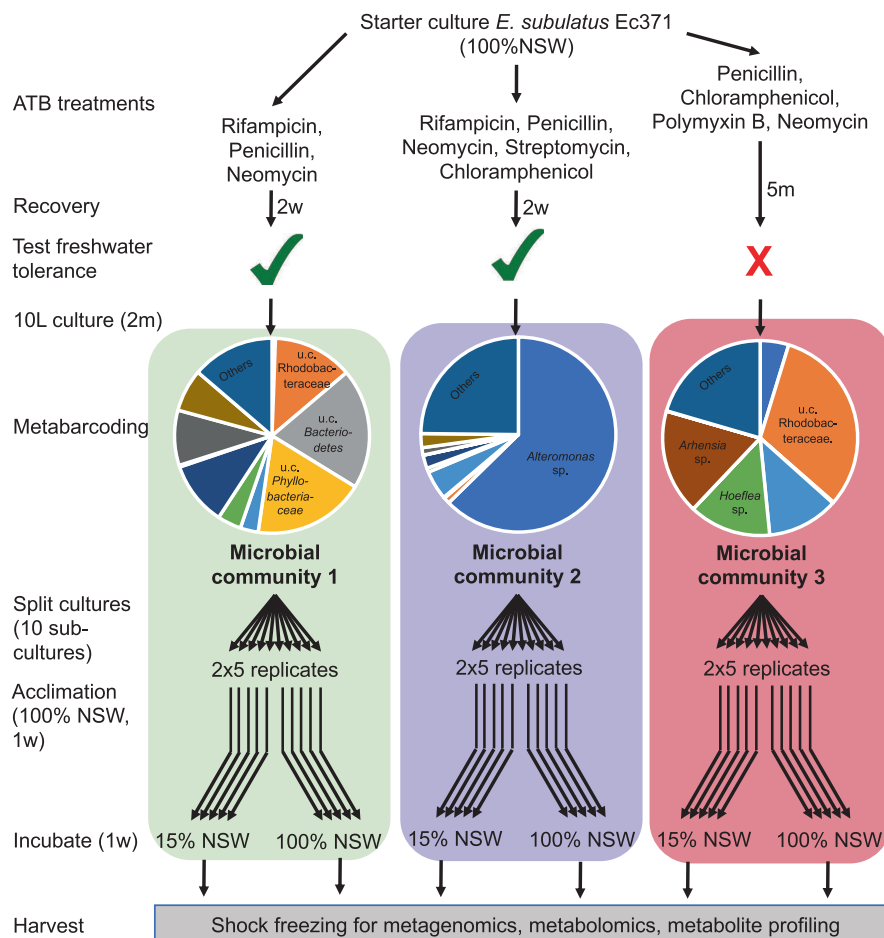 Starter culture E. subulatus Ec371
(100%NSW)
ATB treatments
Rifampicin,
Penicillin,
Neomycin
Rifampicin, Penicillin,
Neomycin, Streptomycin,
Chloramphenicol
Penicillin,
Chloramphenicol,
Polymyxin B, Neomycin
Recovery
2w
2w
5m
Test freshwater
tolerance
X
10L culture (2m)
Metabarcoding
Others
u.c.
Rhodobac-
teraceae
u.c.
Bacterio-
detes
u.c.
Phyllo-
bacteria-
ceae
Others
Alteromonas
sp.
Others
u.c.
Rhodobac-
teraceae.
Arhensia
sp.
Hoeflea
sp.
Microbial
community 1
Microbial
community 2
Microbial
community 3
Split cultures
(10 sub-
cultures)
2x5 replicates
2x5 replicates
2x5 replicates
Acclimation
(100% NSW,
1w)
Incubate (1w)
15% NSW
100% NSW
15% NSW
100% NSW
15% NSW
100% NSW
Harvest
Shock freezing for metagenomics, metabolomics, metabolite profiling